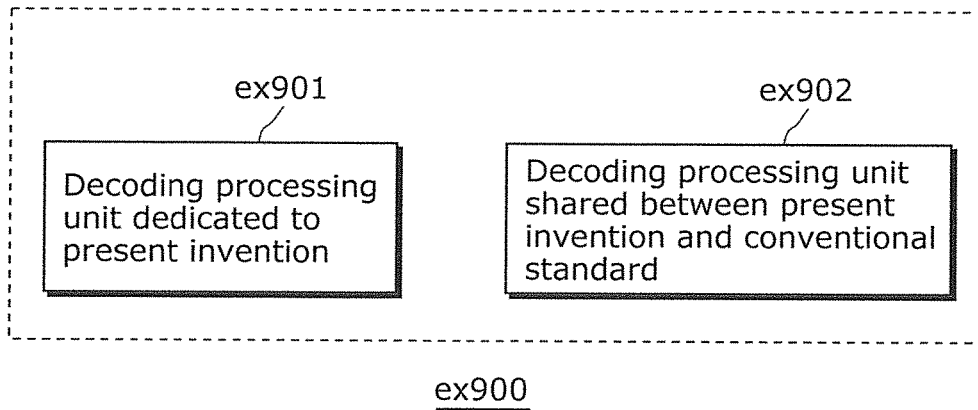 ex901
Decoding processing
unit dedicated to
present invention
ex902
Decoding processing unit
shared between present
invention and conventional
standard
ex900